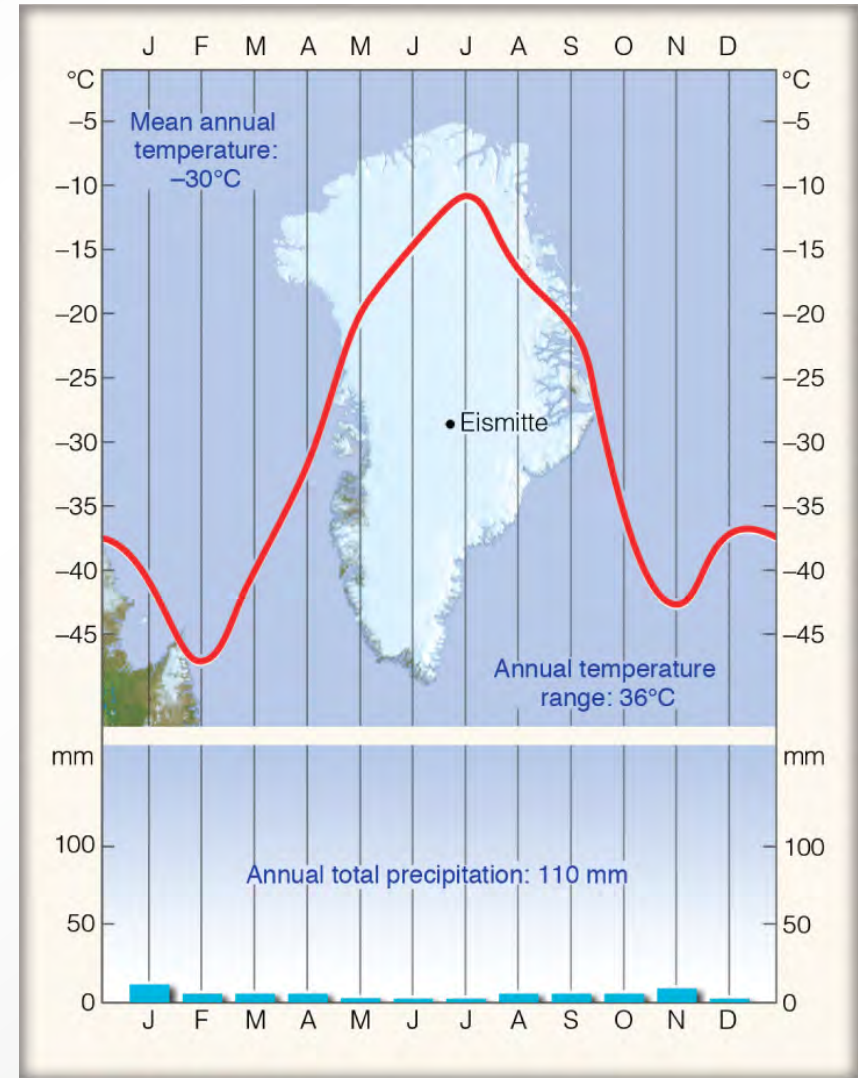 J F M A M J J A S O N D
°C °C
–5 –5
Mean annual
temperature:
–30°C
–10 –10
–15 –15
–20 –20
–25 –25
Eismitte
–30 –30
–35 –35
–40 –40
–45 –45
Annual temperature
range: 36°C
mm mm
100 100
Annual total precipitation: 110 mm
50 50
0 0
J F M A M J J A S O N D